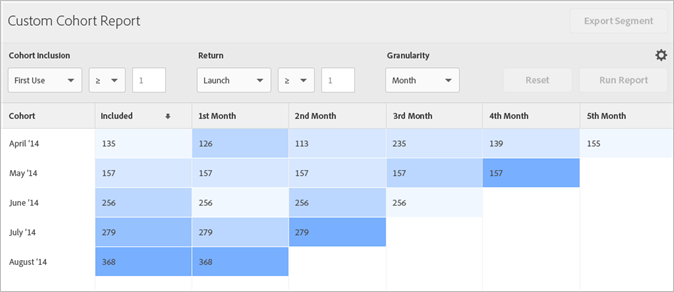 Custom Cohort Report Export Segment
Cohort Inclusion Return Granularity
First Use ≥ 1 Launch ≥ 1 Month Reset Run Report
Cohort Included 1st Month 2nd Month 3rd Month 4th Month 5th Month
April '14 135 126 113 235 139 155
May '14 157 157 157 157 157
June '14 256 256 256 256
July '14 279 279 279
August '14 368 368